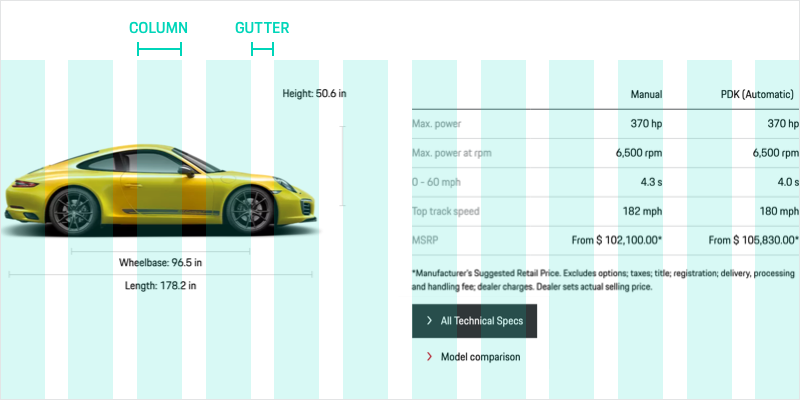 COLUMN GUTTER
Height: 50.6 in
Wheelbase: 96.5 in
Length: 178.2 in
Manual PDK (Automatic)
Max. power 370 hp 370 hp
Max. power at rpm 6,500 rpm 6,500 rpm
0 - 60 mph 4.3 s 4.0 s
Top track speed 182 mph 180 mph
MSRP From $ 102,100.00* From $ 105,830.00*
*Manufacturer's Suggested Retail Price. Excludes options; taxes; title; registration; delivery, processing
and handling fee; dealer charges. Dealer sets actual selling price.
All Technical Specs
Model comparison